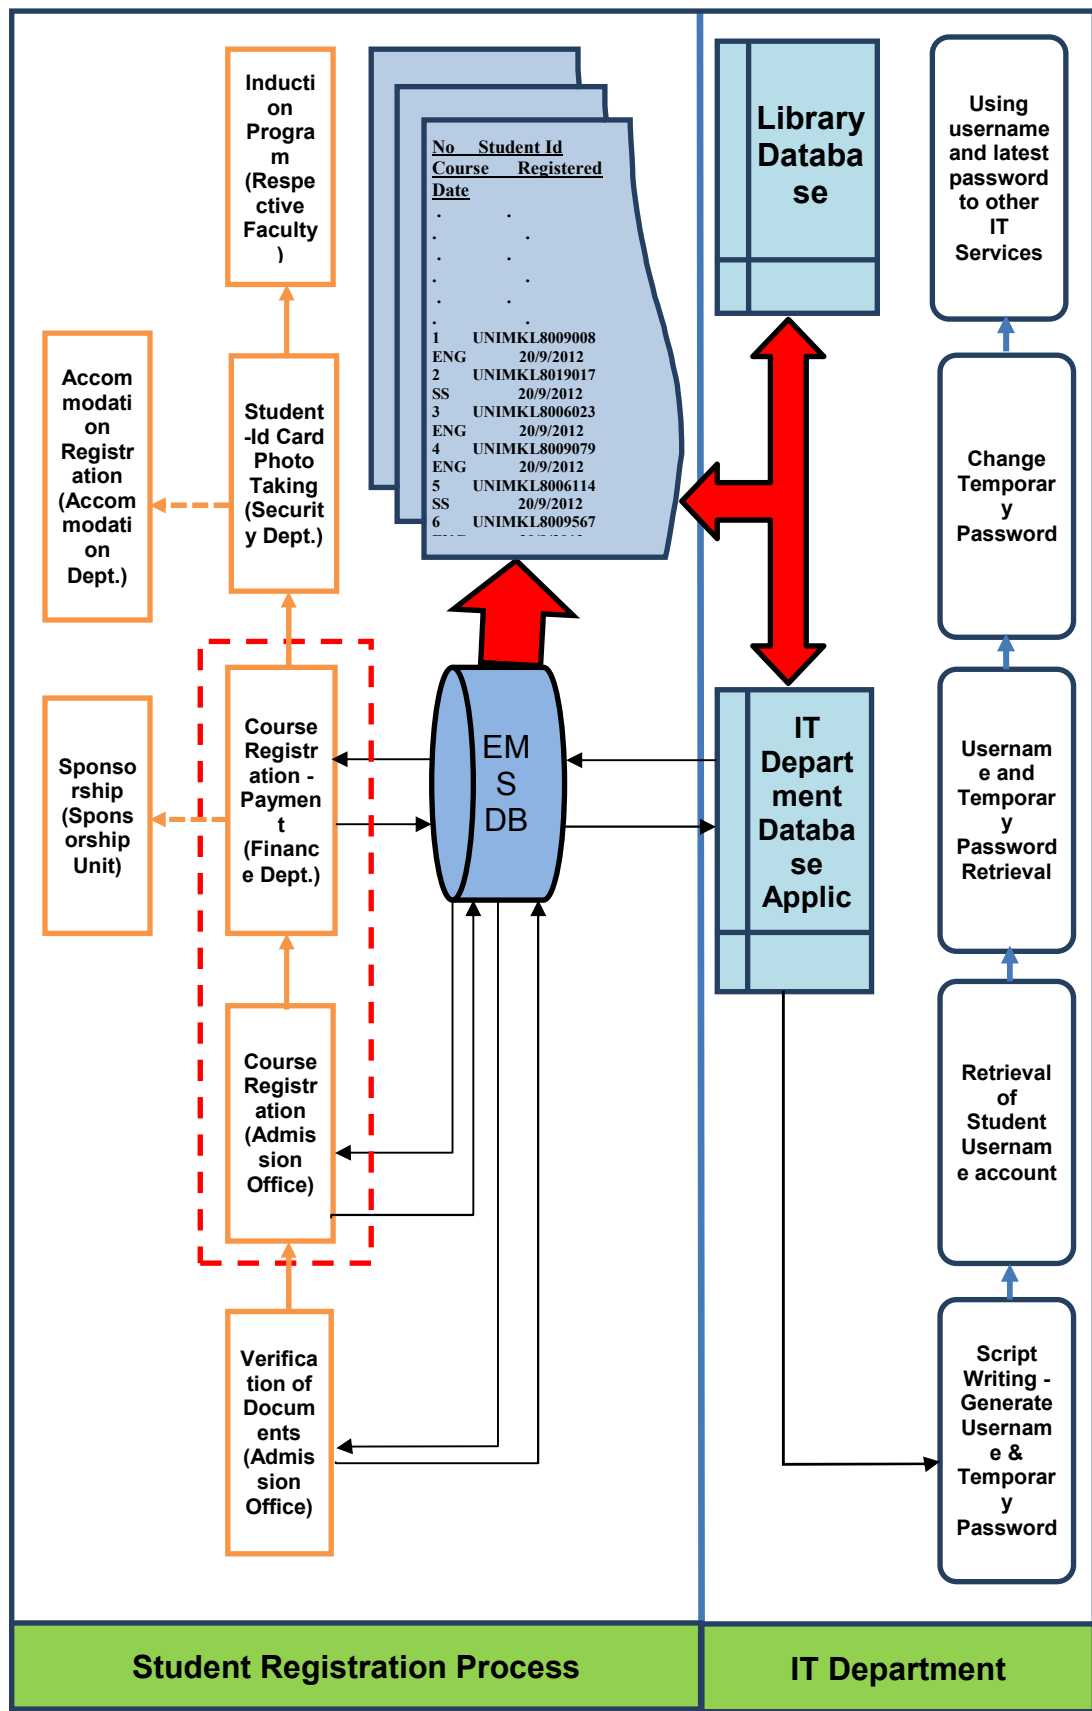 Inducti
on
Progra
m
(Respe
ctive
Faculty
)
Accom
modati
on
Registr
ation
(Accom
modati
on
Dept.)
Student
-Id Card
Photo
Taking
(Securit
y Dept.)
Sponso
rship
(Spons
orship
Unit)
Course
Registr
ation -
Paymen
t
(Financ
e Dept.)
Course
Registr
ation
(Admis
sion
Office)
Verifica
tion of
Docum
ents
(Admis
sion
Office)
No Student Id
Course Registered
Date
. .
. .
. .
. .
. .
. .
1 UNIMKL8009008
ENG 20/9/2012
2 UNIMKL8019017
SS 20/9/2012
3 UNIMKL8006023
ENG 20/9/2012
4 UNIMKL8009079
ENG 20/9/2012
5 UNIMKL8006114
SS 20/9/2012
6 UNIMKL8009567
ENG 20/9/2012
EM
S
DB
Library
Databa
se
IT
Depart
ment
Databa
se
Applic
Using
username
and latest
password
to other
IT
Services
Change
Temporar
y
Password
Usernam
e and
Temporar
y
Password
Retrieval
Retrieval
of
Student
Usernam
e account
Script
Writing -
Generate
Usernam
e &
Temporar
y
Password
Student Registration Process
IT Department